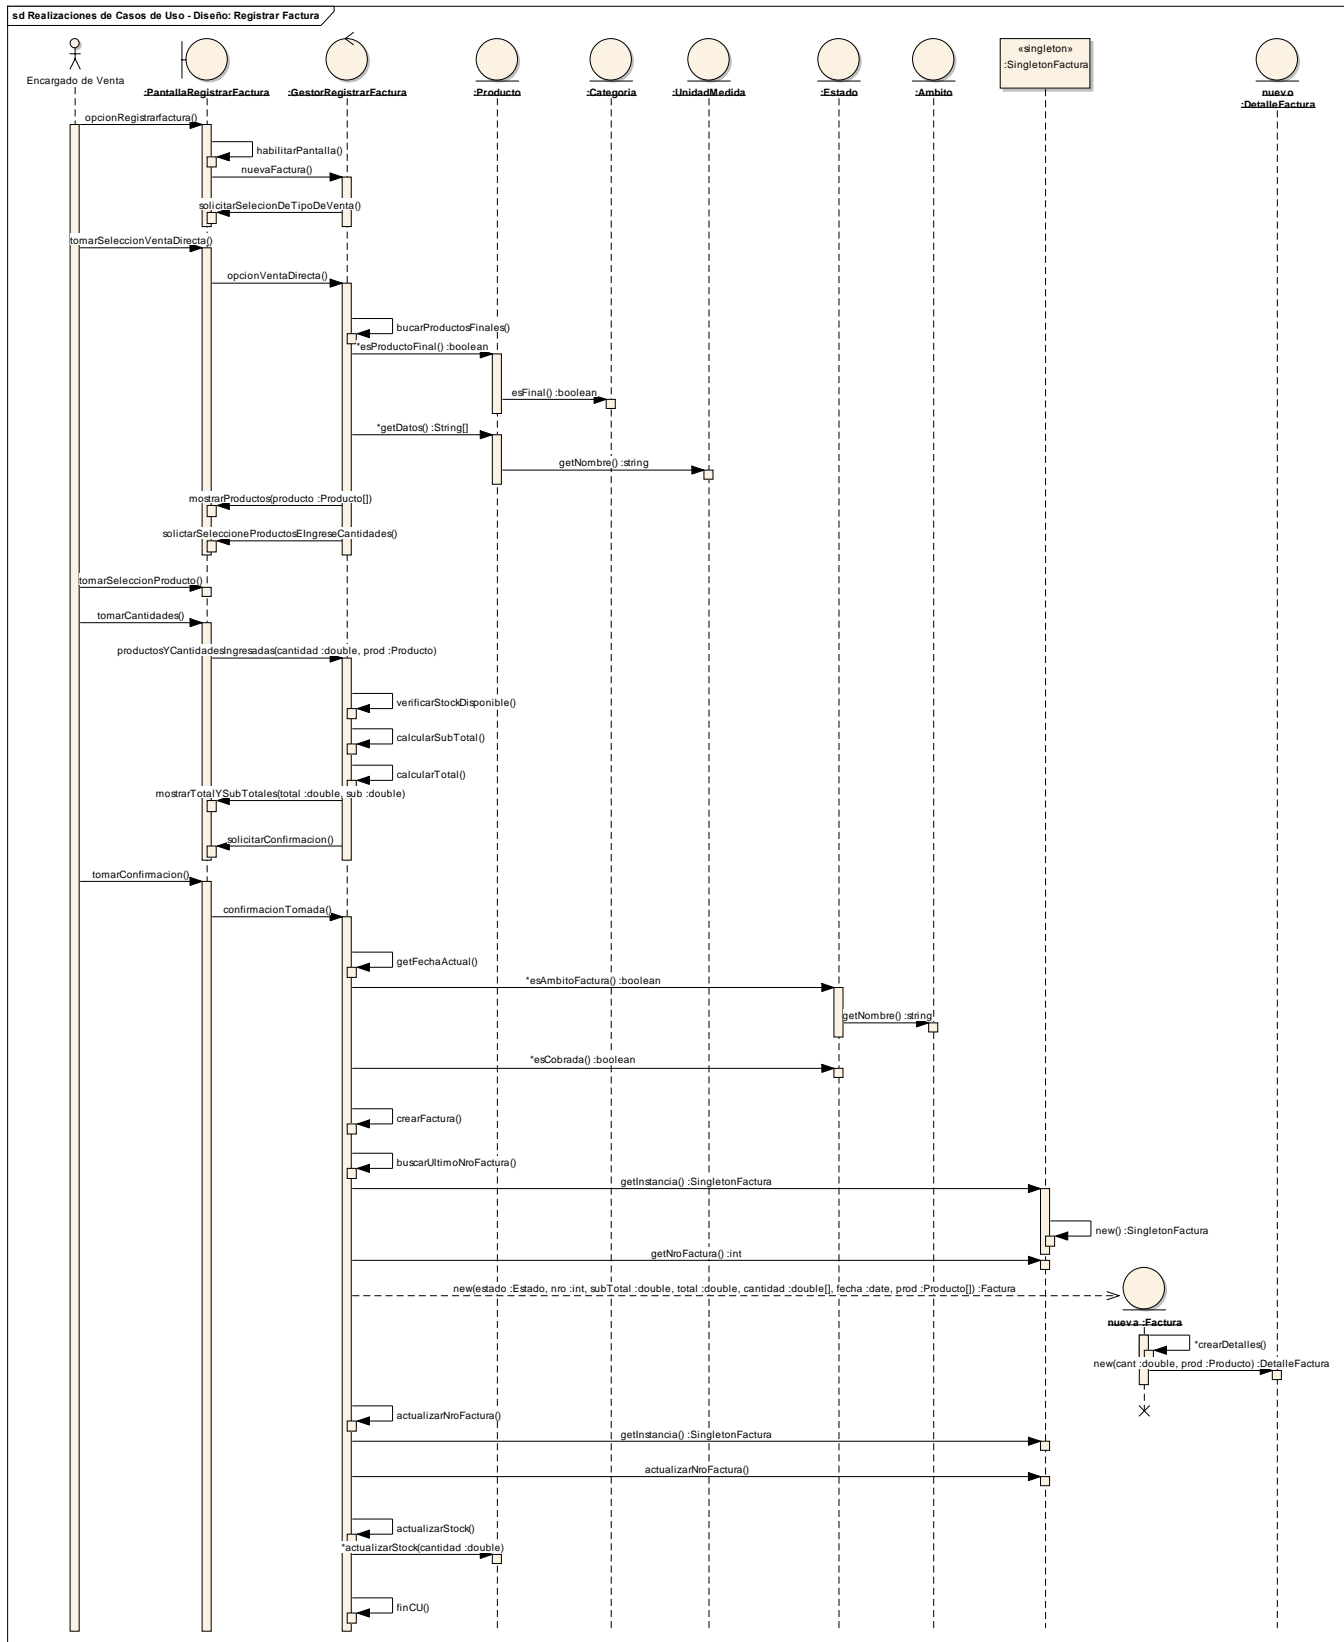 sd Realizaciones de Casos de Uso - Diseño: Registrar Factura
«singleton»
:SingletonFactura
Encargado de Venta
:PantallaRegistrarFactura
:GestorRegistrarFactura
:Producto
:Categoria
:UnidadMedida
:Estado
:Ambito
nuevo
:DetalleFactura
opcionRegistrarfactura()
habilitarPantalla()
nuevaFactura()
solicitarSelecionDeTipoDeVenta()
tomarSeleccionVentaDirecta()
opcionVentaDirecta()
bucarProductosFinales()
*esProductoFinal() :boolean
esFinal() :boolean
*getDatos() :String[]
getNombre() :string
mostrarProductos(producto :Producto[])
solictarSeleccioneProductosEIngreseCantidades()
tomarSeleccionProducto()
tomarCantidades()
productosYCantidadesIngresadas(cantidad :double, prod :Producto)
verificarStockDisponible()
calcularSubTotal()
calcularTotal()
mostrarTotalYSubTotales(total :double, sub :double)
solicitarConfirmacion()
tomarConfirmacion()
confirmacionTomada()
getFechaActual()
*esAmbitoFactura() :boolean
getNombre() :string
*esCobrada() :boolean
crearFactura()
buscarUltimoNroFactura()
getInstancia() :SingletonFactura
new() :SingletonFactura
getNroFactura() :int
new(estado :Estado, nro :int, subTotal :double, total :double, cantidad :double[], fecha :date, prod :Producto[]) :Factura
nueva :Factura
*crearDetalles()
new(cant :double, prod :Producto) :DetalleFactura
actualizarNroFactura()
getInstancia() :SingletonFactura
actualizarNroFactura()
actualizarStock()
*actualizarStock(cantidad :double)
finCU()